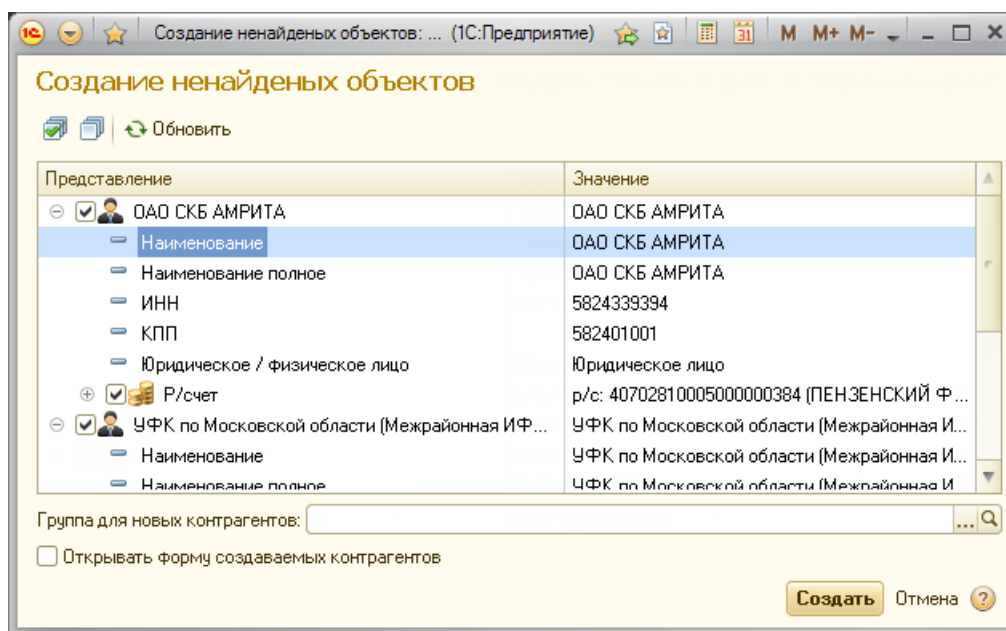 1С Создание ненайденых объектов: ... (1С:Предприятие) 31 M M+ M-
Создание ненайденых объектов
Обновить
Представление Значение
ОАО СКБ АМРИТА ОАО СКБ АМРИТА
Наименование ОАО СКБ АМРИТА
Наименование полное ОАО СКБ АМРИТА
ИНН 5824339394
КПП 582401001
Юридическое / физическое лицо Юридическое лицо
Р/счет р/с: 40702810005000000384 (ПЕНЗЕНСКИЙ Ф...
УФК по Московской области (Межрайонная ИФ... УФК по Московской области (Межрайонная И...
Наименование УФК по Московской области (Межрайонная И...
Наименование полное УФК по Московской области (Межрайонная И
Группа для новых контрагентов: ...
Открывать форму создаваемых контрагентов
Создать Отмена ?